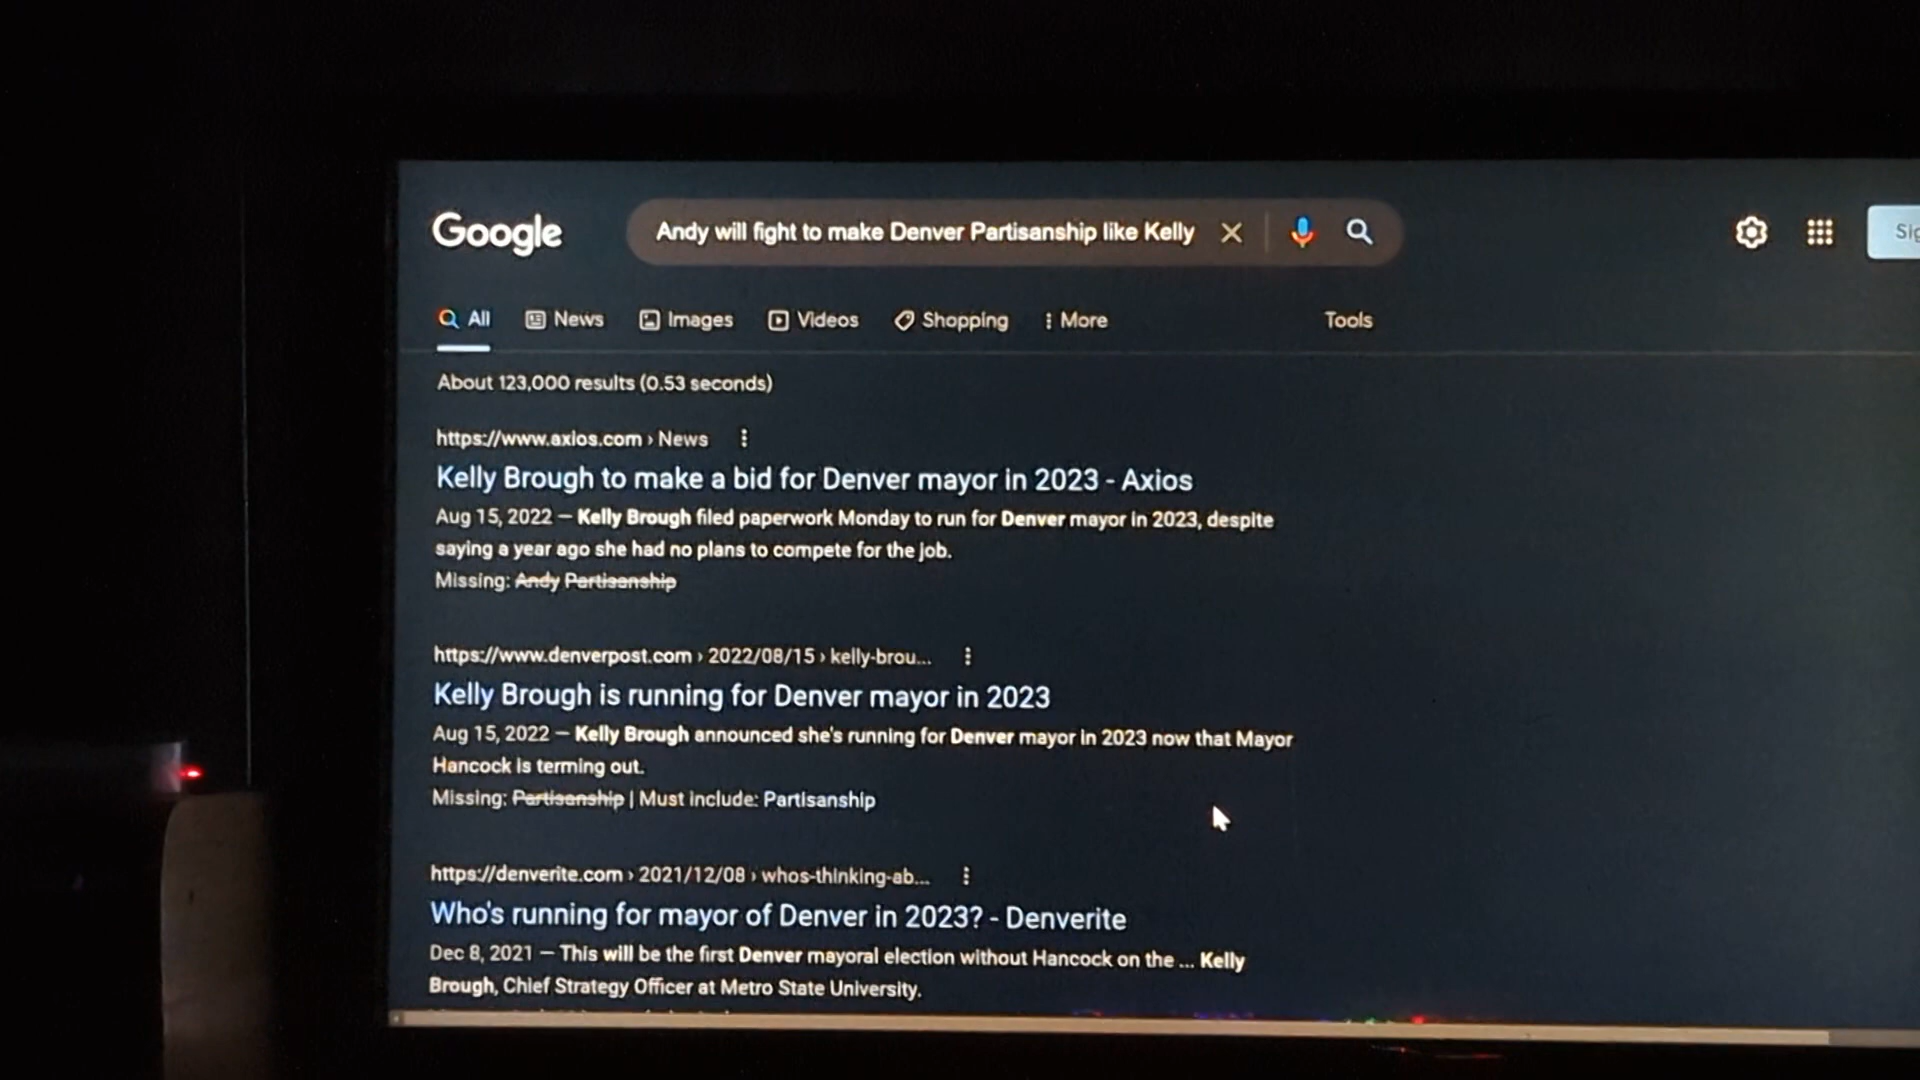 Google
Andy will fight to make Denver Partisanship like Kelly
All News Images Videos Shopping More Tools
About 123,000 results (0.53 seconds)
https://www.axios.com › News
Kelly Brough to make a bid for Denver mayor in 2023 - Axios
Aug 15, 2022 — Kelly Brough filed paperwork Monday to run for Denver mayor in 2023, despite
saying a year ago she had no plans to compete for the job.
Missing: Andy Partisanship
https://www.denverpost.com › 2022/08/15 › kelly-brou...
Kelly Brough is running for Denver mayor in 2023
Aug 15, 2022 — Kelly Brough announced she's running for Denver mayor in 2023 now that Mayor
Hancock is terming out.
Missing: Partisanship | Must include: Partisanship
https://denverite.com › 2021/12/08 › whos-thinking-ab...
Who's running for mayor of Denver in 2023? - Denverite
Dec 8, 2021 — This will be the first Denver mayoral election without Hancock on the ... Kelly
Brough, Chief Strategy Officer at Metro State University.